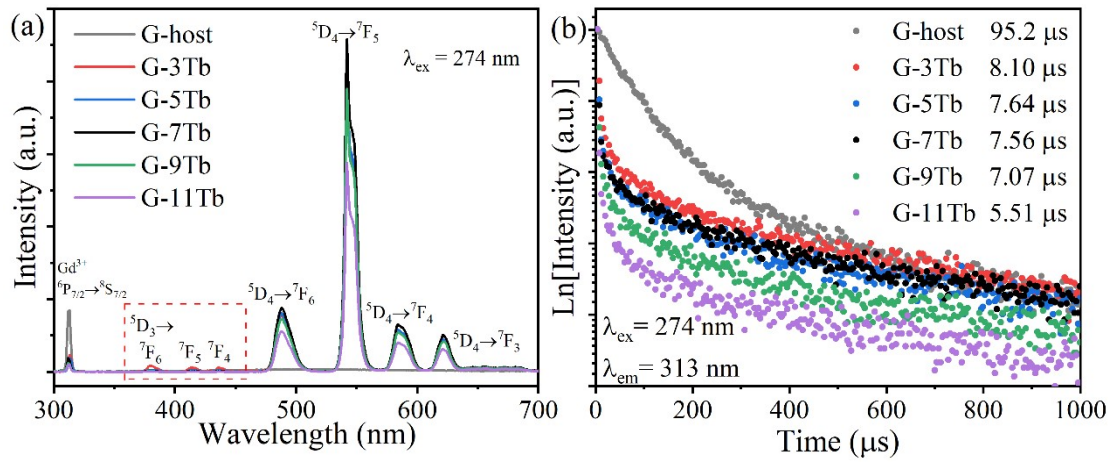 (a)
G-host
G-3Tb
G-5Tb
G-7Tb
G-9Tb
G-11Tb
⁵D₄→⁷F₅
λex = 274 nm
Gd³⁺
⁶P₇/₂→⁸S₇/₂
⁵D₃→
⁷F₆ ⁷F₅ ⁷F₄
⁵D₄→⁷F₆
⁵D₄→⁷F₄
⁵D₄→⁷F₃
Intensity (a.u.)
300 400 500 600 700
Wavelength (nm)
(b)
G-host 95.2 μs
G-3Tb 8.10 μs
G-5Tb 7.64 μs
G-7Tb 7.56 μs
G-9Tb 7.07 μs
G-11Tb 5.51 μs
λex = 274 nm
λem = 313 nm
Ln[Intensity (a.u.)]
0 200 400 600 800 1000
Time (μs)